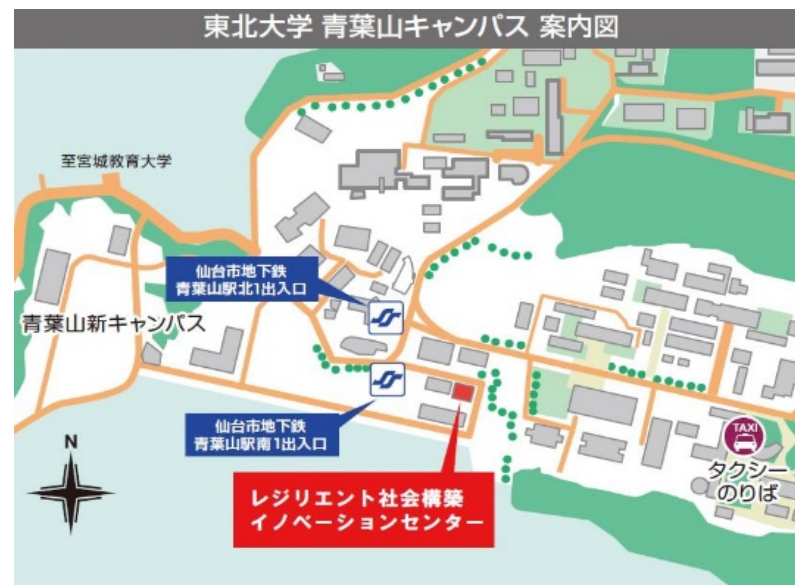 東北大学 青葉山キャンパス 案内図
至宮城教育大学
仙台市地下鉄
青葉山駅北1出入口
青葉山新キャンパス
仙台市地下鉄
青葉山駅南1出入口
TAXI
タクシー
のりば
N
レジリエント社会構築
イノベーションセンター